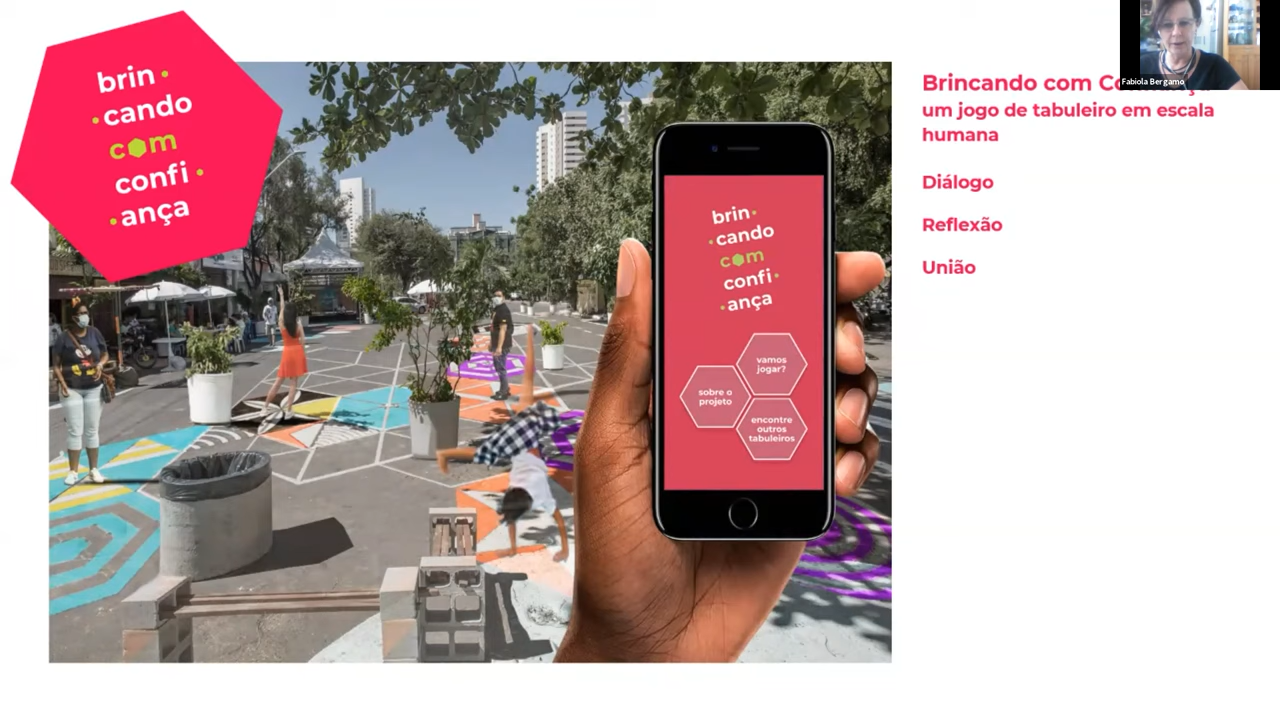 brin
cando
com
confi
ança
brin
cando
com
confi
ança
vamos
jogar?
sobre o
projeto
encontre
outros
tabuleiros
Fabiola Bergamo
Brincando com
um jogo de tabuleiro em escala
humana
Diálogo
Reflexão
União